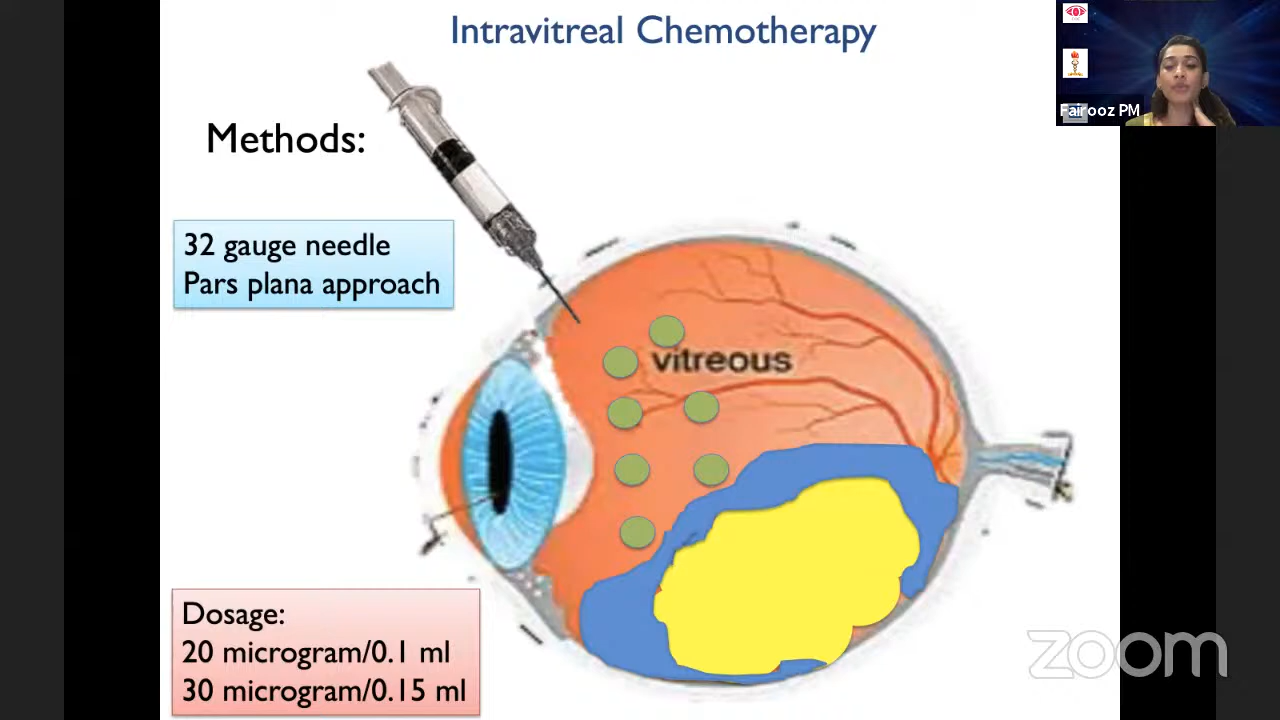 Intravitreal Chemotherapy
Fairooz PM
Methods:
32 gauge needle
Pars plana approach
vitreous
Dosage:
20 microgram/0.1 ml
30 microgram/0.15 ml
zoom